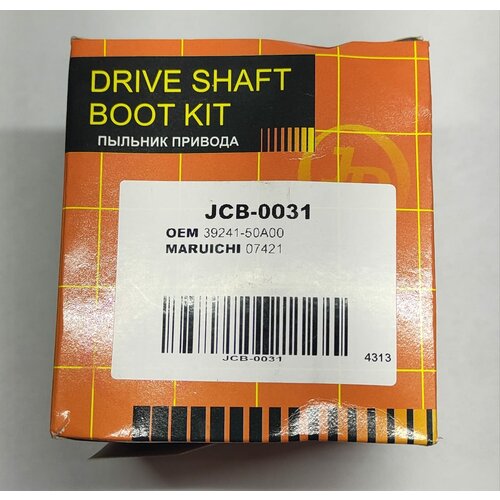 DRIVE SHAFT
BOOT KIT
ПЫЛЬНИК ПРИВОДА
JCB-0031
OEM 39241-50A00
MARUICHI 07421
JCB-0031
4313